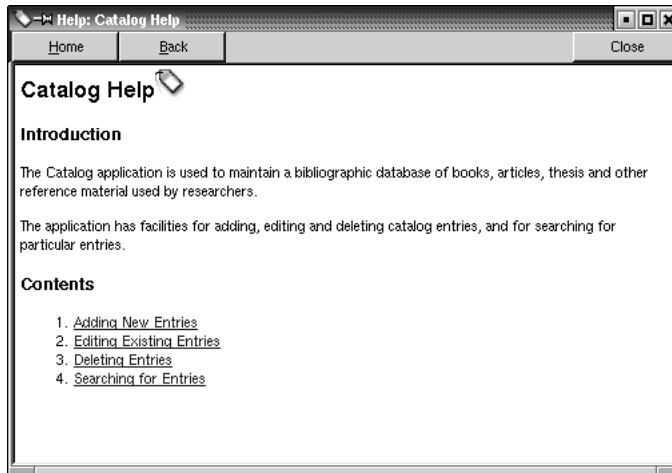 Help: Catalog Help
Home Back Close
Catalog Help
Introduction
The Catalog application is used to maintain a bibliographic database of books, articles, thesis and other
reference material used by researchers.
The application has facilities for adding, editing and deleting catalog entries, and for searching for
particular entries.
Contents
1. Adding New Entries
2. Editing Existing Entries
3. Deleting Entries
4. Searching for Entries